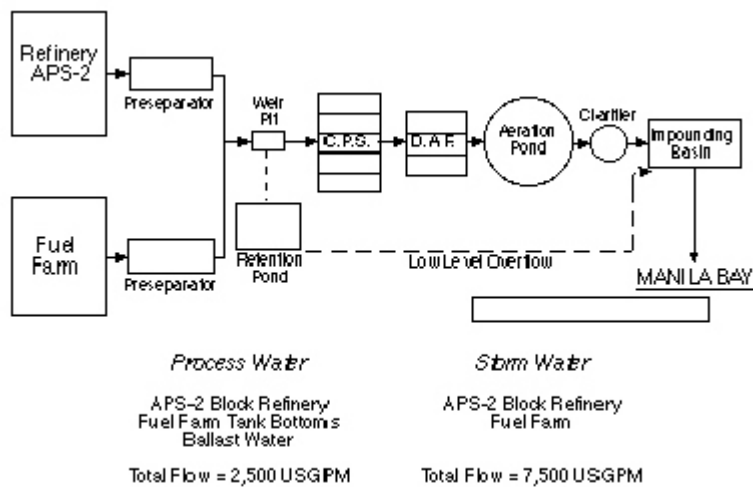 Refinery
APS-2
Preseparator
Weir
Pit
C.P.S.
D.A.F.
Aeration
Pond
Clarifier
Impounding
Basin
Fuel
Farm
Preseparator
Retention
Pond
Low Level Overflow
MANILA BAY
Process Water
APS-2 Block Refinery
Fuel Farm Tank Bottoms
Ballast Water
Total Flow = 2,500 USGPM
Storm Water
APS-2 Block Refinery
Fuel Farm
Total Flow = 7,500 USGPM